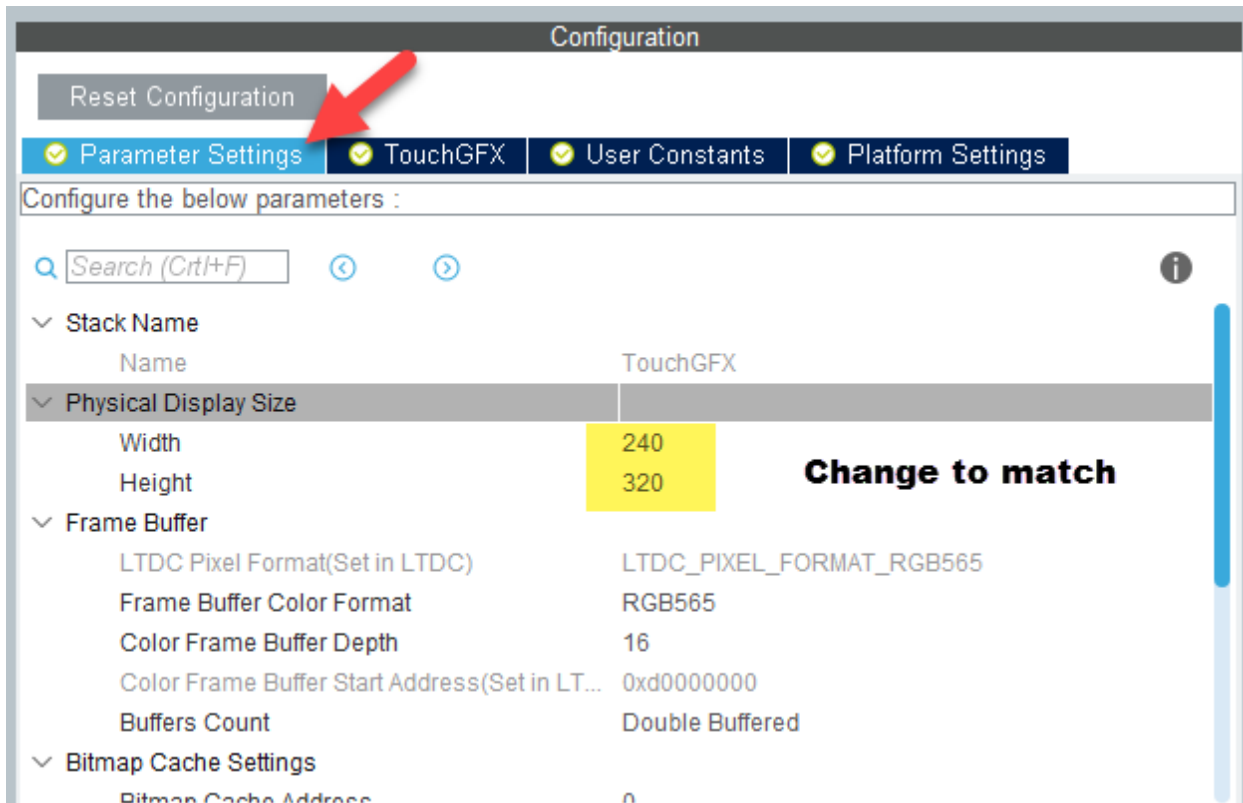 Configuration
Reset Configuration
Parameter Settings TouchGFX User Constants Platform Settings
Configure the below parameters :
Search (Crtl+F)
Stack Name
Name TouchGFX
Physical Display Size
Width 240
Height 320
Change to match
Frame Buffer
LTDC Pixel Format(Set in LTDC) LTDC_PIXEL_FORMAT_RGB565
Frame Buffer Color Format RGB565
Color Frame Buffer Depth 16
Color Frame Buffer Start Address(Set in LT... 0xd0000000
Buffers Count Double Buffered
Bitmap Cache Settings
Bitmap Cache Address 0